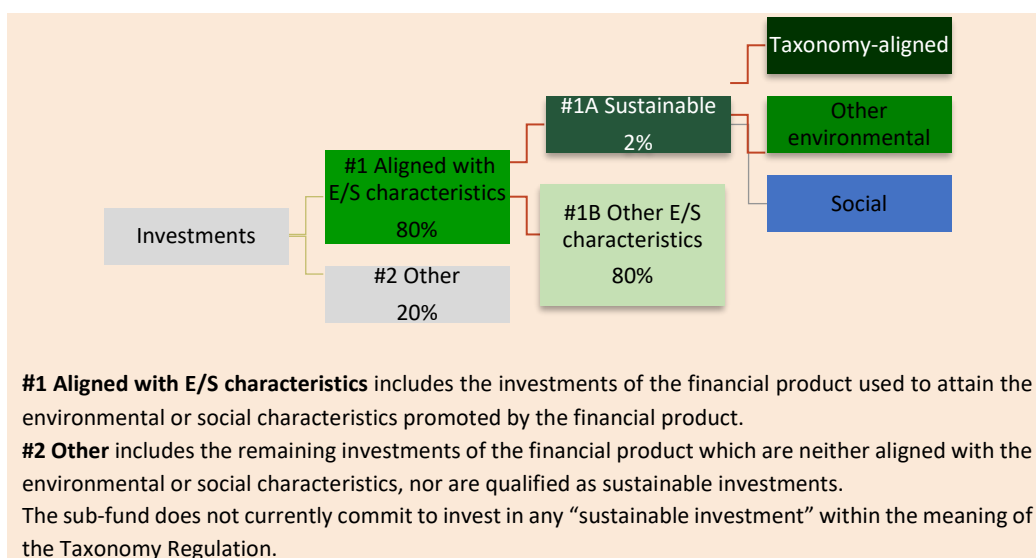 Taxonomy-aligned
#1A Sustainable
2%
Other
environmental
#1 Aligned with
E/S characteristics
80%
#1B Other E/S
characteristics
80%
Social
Investments
#2 Other
20%
#1 Aligned with E/S characteristics includes the investments of the financial product used to attain the
environmental or social characteristics promoted by the financial product.
#2 Other includes the remaining investments of the financial product which are neither aligned with the
environmental or social characteristics, nor are qualified as sustainable investments.
The sub-fund does not currently commit to invest in any “sustainable investment” within the meaning of
the Taxonomy Regulation.